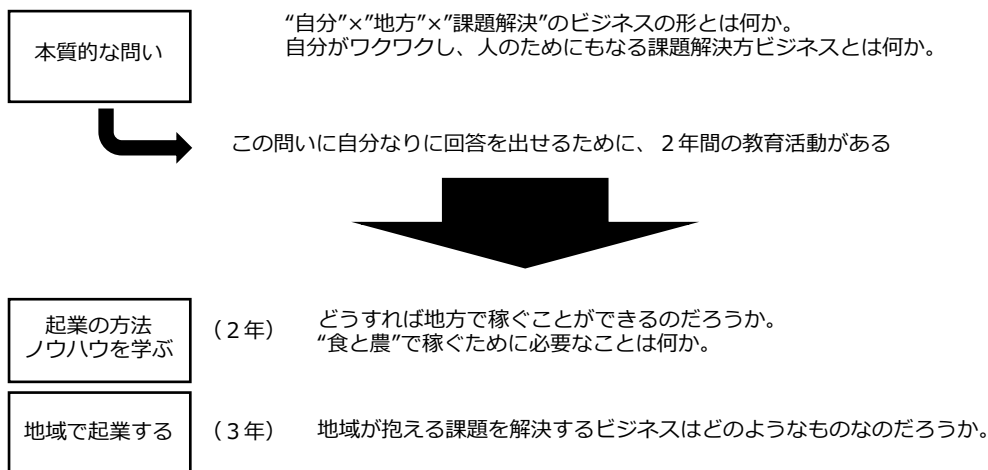 “自分”×”地方”×”課題解決”のビジネスの形とは何か。
自分がワクワクし、人のためにもなる課題解決方ビジネスとは何か。
本質的な問い
この問いに自分なりに回答を出せるために、２年間の教育活動がある
起業の方法
ノウハウを学ぶ
（２年）
どうすれば地方で稼ぐことができるのだろうか。
“食と農”で稼ぐために必要なことは何か。
地域で起業する
（３年）
地域が抱える課題を解決するビジネスはどのようなものなのだろうか。